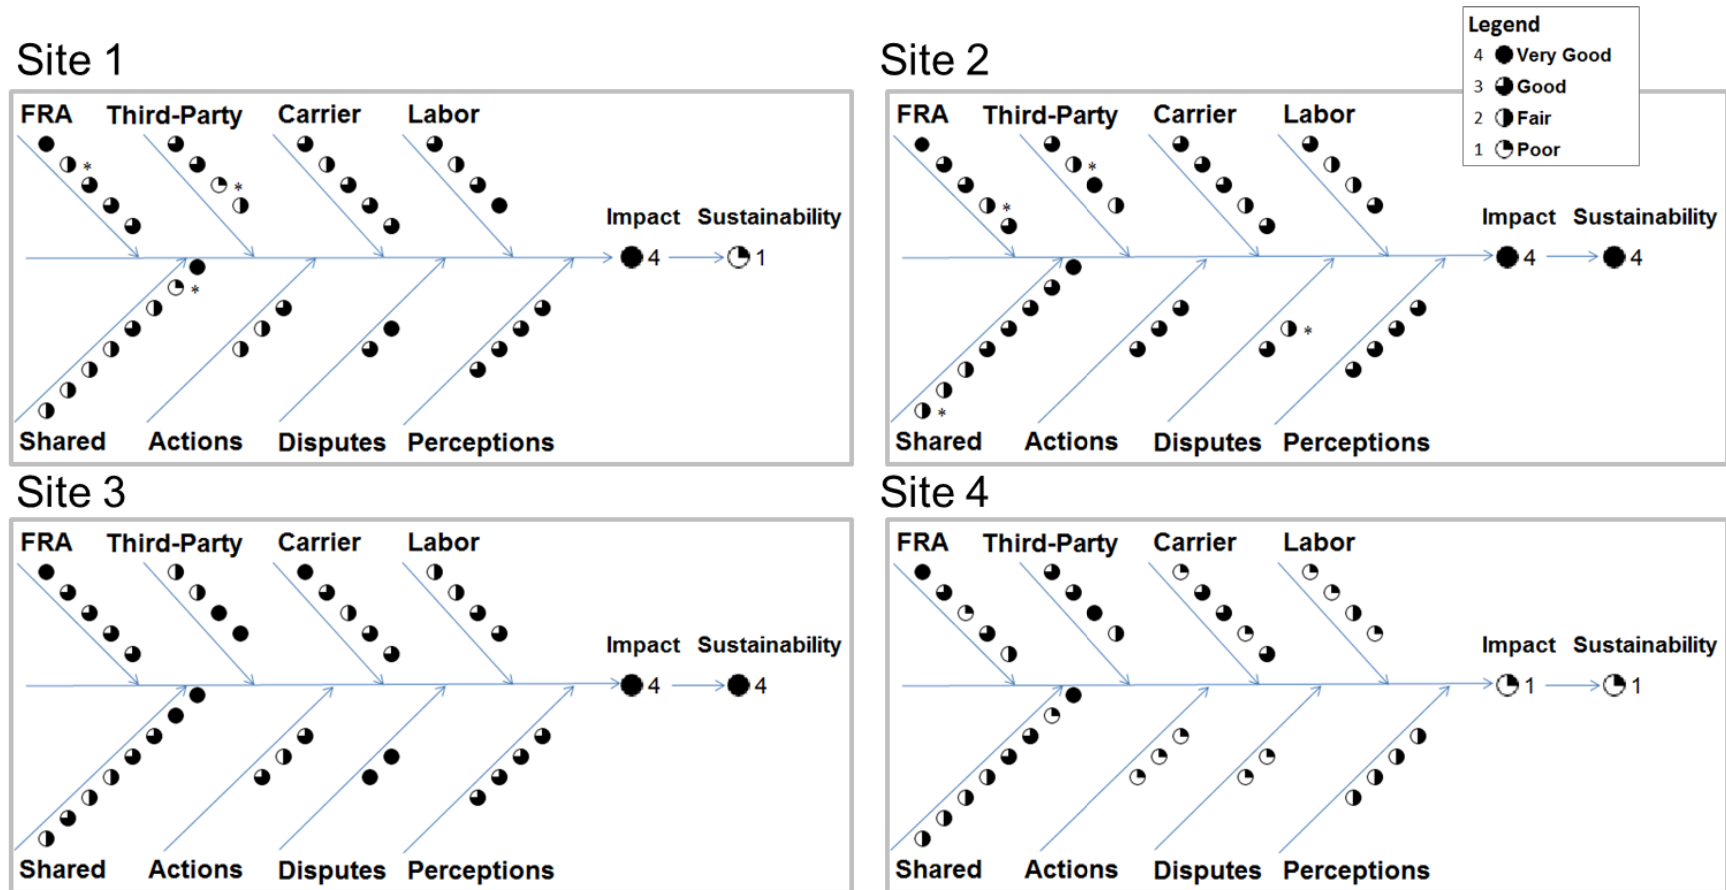 Legend
4 Very Good
3 Good
2 Fair
1 Poor
Site 1
FRA Third-Party Carrier Labor
*
*
Impact Sustainability
4 1
*
Shared Actions Disputes Perceptions
Site 2
FRA Third-Party Carrier Labor
*
*
Impact Sustainability
4 4
*
*
Shared Actions Disputes Perceptions
Site 3
FRA Third-Party Carrier Labor
Impact Sustainability
4 4
Shared Actions Disputes Perceptions
Site 4
FRA Third-Party Carrier Labor
Impact Sustainability
1 1
Shared Actions Disputes Perceptions